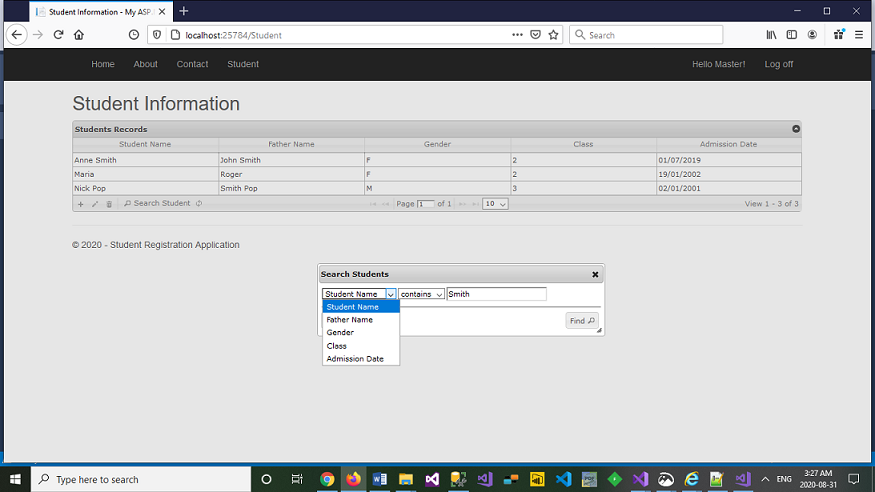 Student Information - My ASP.
localhost:25784/Student
Search
Home About Contact Student Hello Master! Log off
Student Information
Students Records
Student Name Father Name Gender Class Admission Date
Anne Smith John Smith F 2 01/07/2019
Maria Roger F 2 19/01/2002
Nick Pop Smith Pop M 3 02/01/2001
Search Student Page 1 of 1 10 View 1 - 3 of 3
© 2020 - Student Registration Application
Search Students
Student Name contains Smith
Student Name
Father Name
Gender
Class
Admission Date
Find
Type here to search
ENG
3:27 AM
2020-08-31